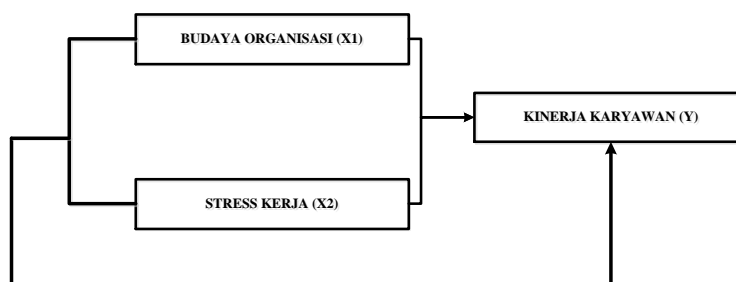 BUDAYA ORGANISASI (X1)
KINERJA KARYAWAN (Y)
STRESS KERJA (X2)